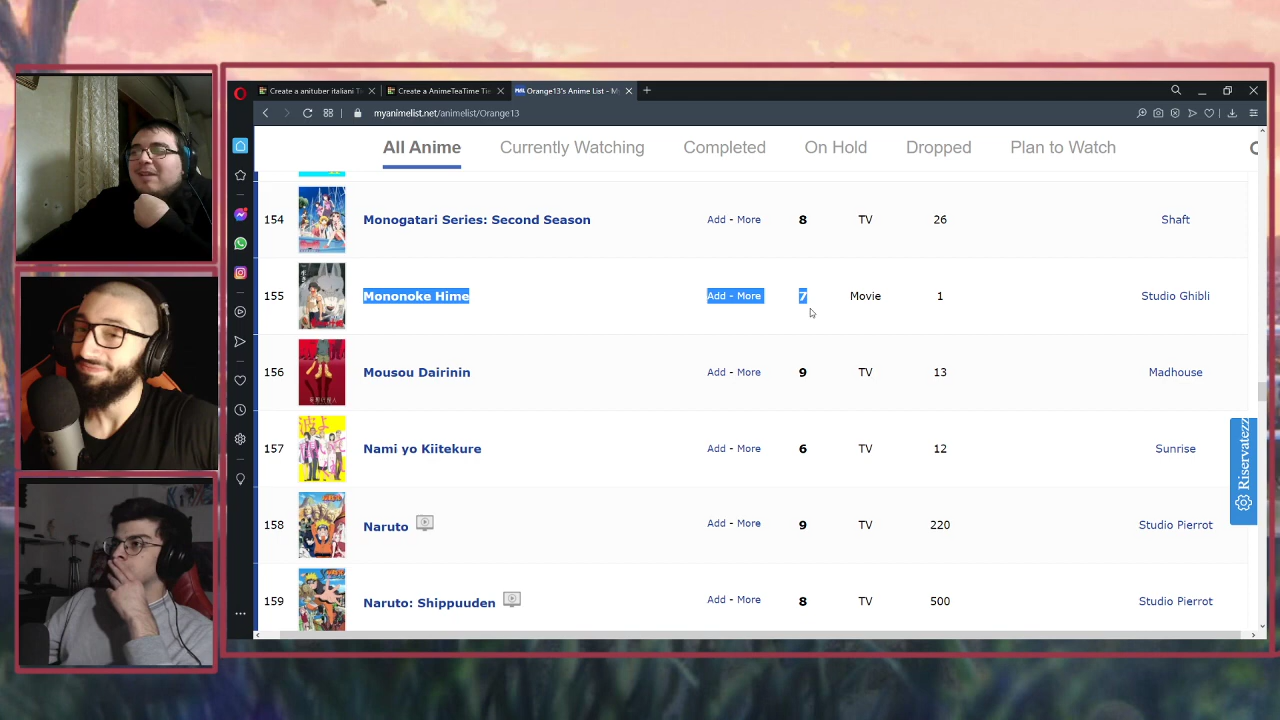 Create a anituber italiani Ti
Create a AnimeTeaTime Tie
MAL Orange13's Anime List - My
myanimelist.net/animelist/Orange13
All Anime
Currently Watching
Completed
On Hold
Dropped
Plan to Watch
154 Monogatari Series: Second Season Add - More 8 TV 26 Shaft
155 Mononoke Hime Add - More 7 Movie 1 Studio Ghibli
156 Mousou Dairinin Add - More 9 TV 13 Madhouse
157 Nami yo Kiitekure Add - More 6 TV 12 Sunrise
158 Naruto Add - More 9 TV 220 Studio Pierrot
159 Naruto: Shippuuden Add - More 8 TV 500 Studio Pierrot
Riservatezz